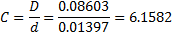 C = D/d = 0.08603/0.01397 = 6.1582